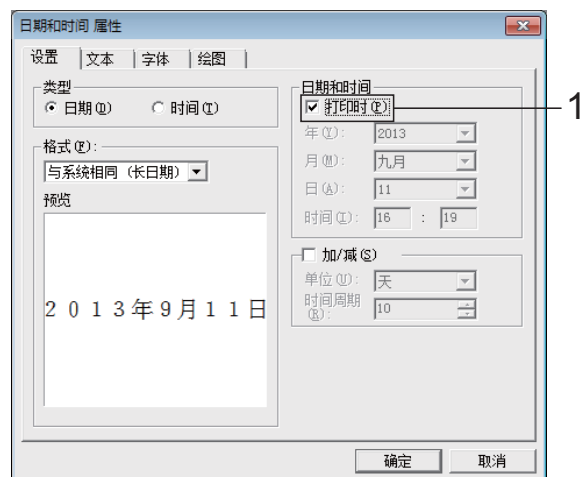 日期和时间 属性
设置 文本 字体 绘图
类型
日期(D) 时间(T)
格式(F):
与系统相同 (长日期)
预览
2013年9月11日
日期和时间
打印时(P)
1
年(Y): 2013
月(M): 九月
日(A): 11
时间(I): 16 : 19
加/减(S)
单位(U): 天
时间周期(R): 10
确定 取消